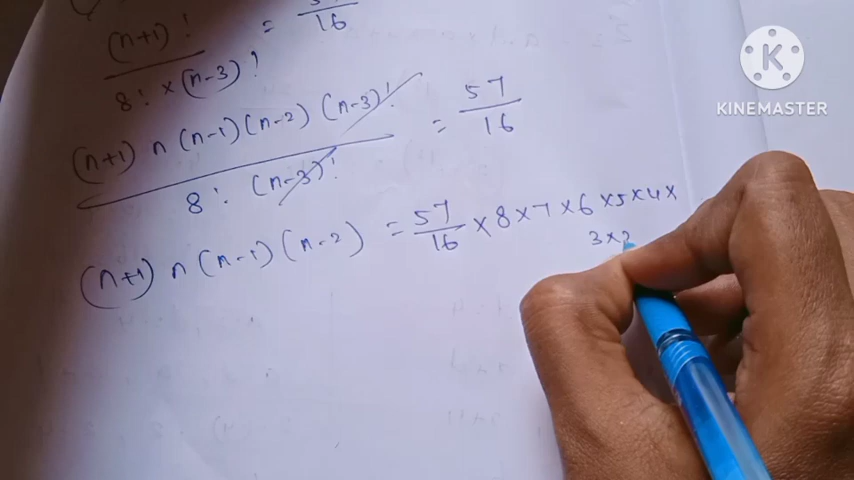 (n+1)! / 8! × (n-3)! = 57/16
(n+1) n (n-1) (n-2) (n-3)! / 8! (n-3)! = 57/16
(n+1) n (n-1) (n-2) = 57/16 × 8 × 7 × 6 × 5 × 4 ×
3 × 2
K
KINEMASTER